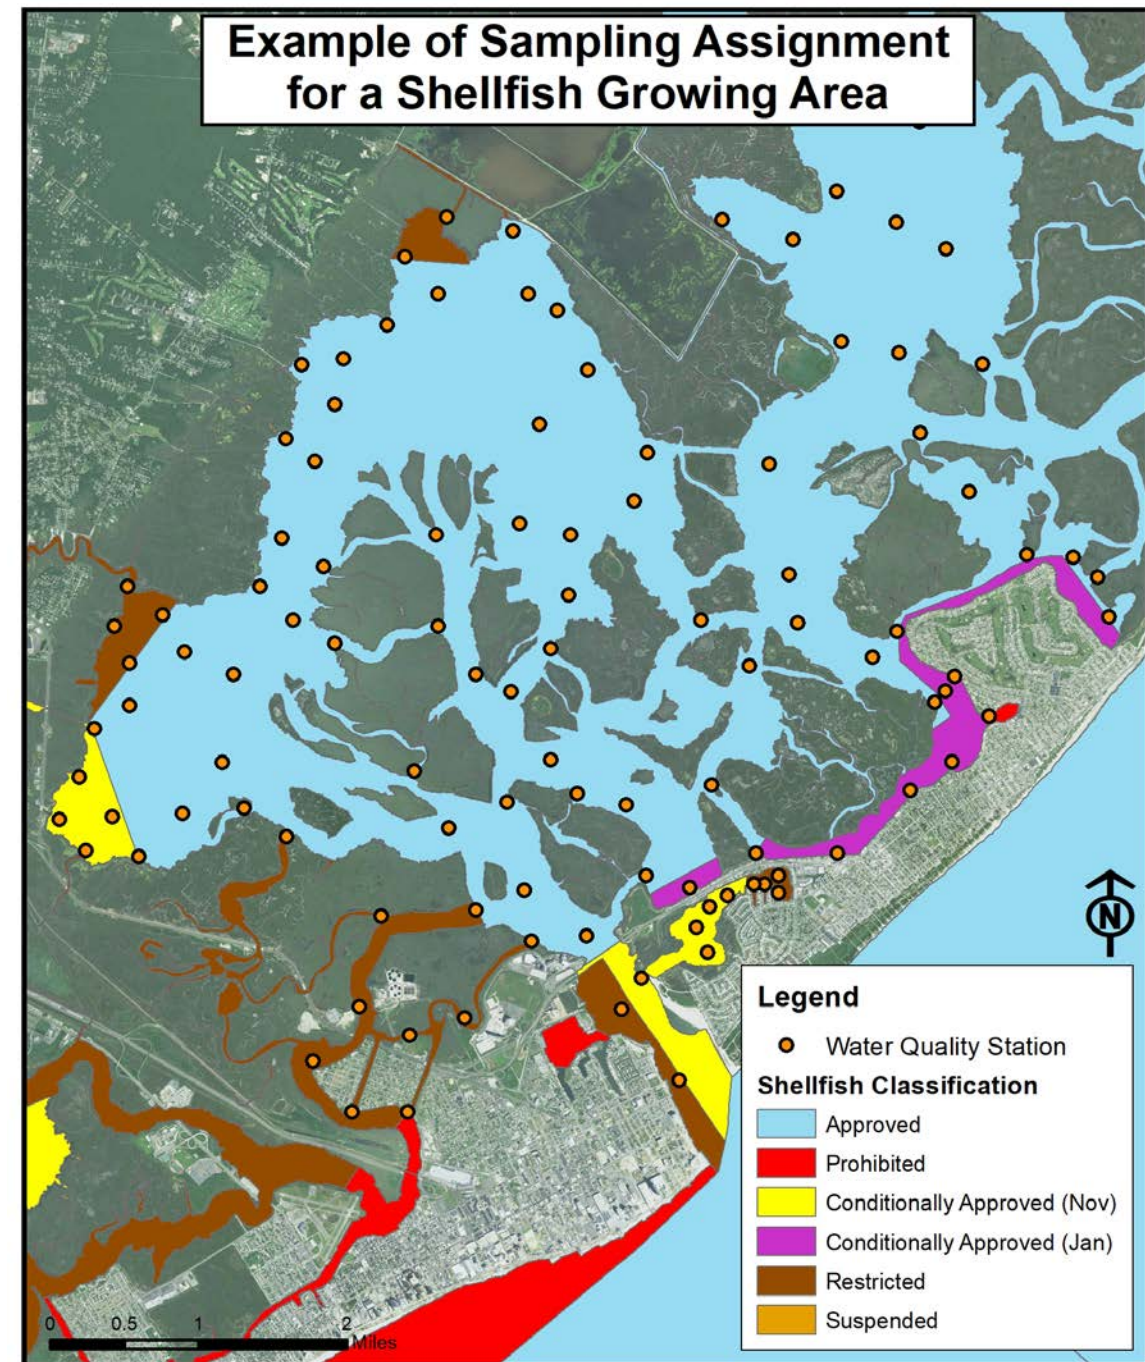 Example of Sampling Assignment
for a Shellfish Growing Area
N
Legend
Water Quality Station
Shellfish Classification
Approved
Prohibited
Conditionally Approved (Nov)
Conditionally Approved (Jan)
Restricted
Suspended
0 0.5 1 2
Miles